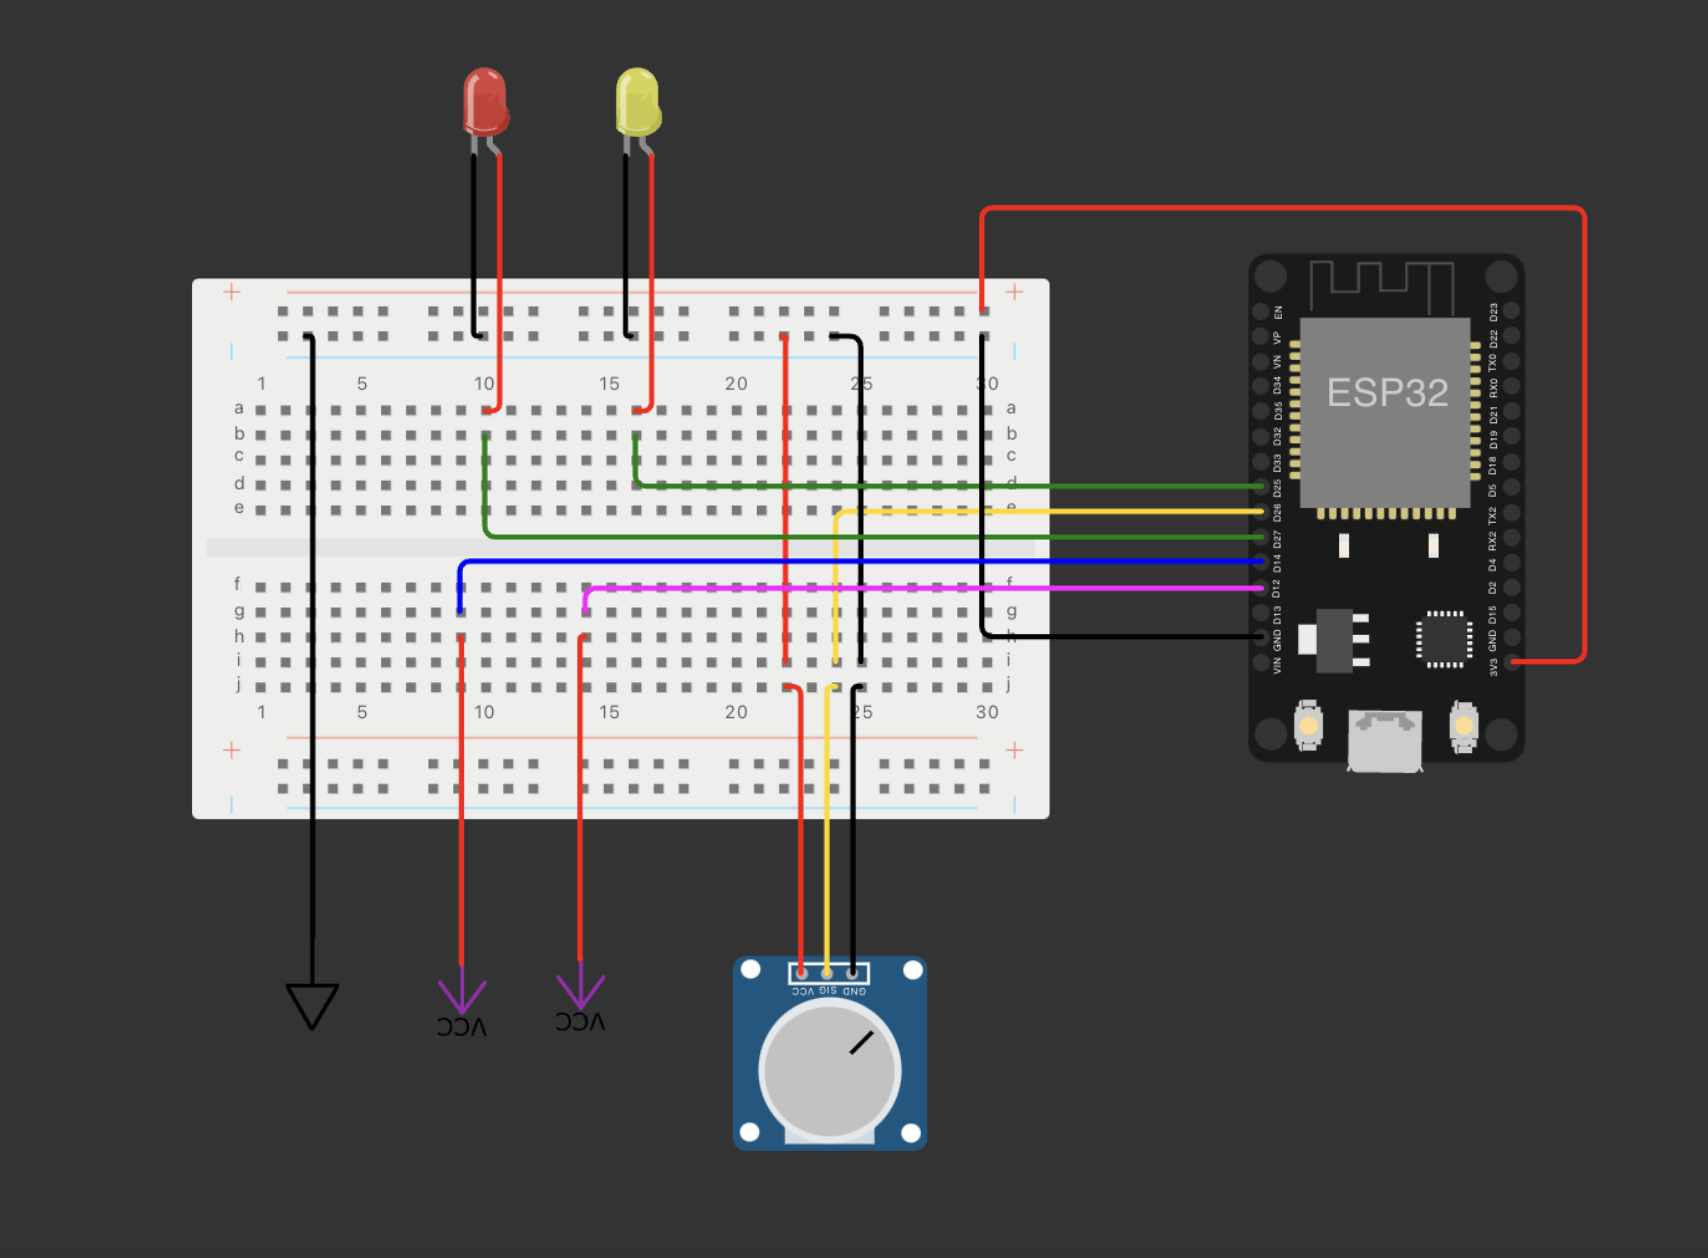 1 5 10 15 20 25 30
a a
b b
c c
d d
e e
f f
g g
h h
i i
j j
1 5 10 15 20 25 30
ESP32
EN
VP
VN
D34
D35
D32
D33
D25
D26
D27
D14
D12
D13
GND
VIN
D23
D22
TX0
RX0
D21
D19
D18
D5
TX2
RX2
D4
D2
D15
GND
3V3
VCC
VCC
GND SIG VCC